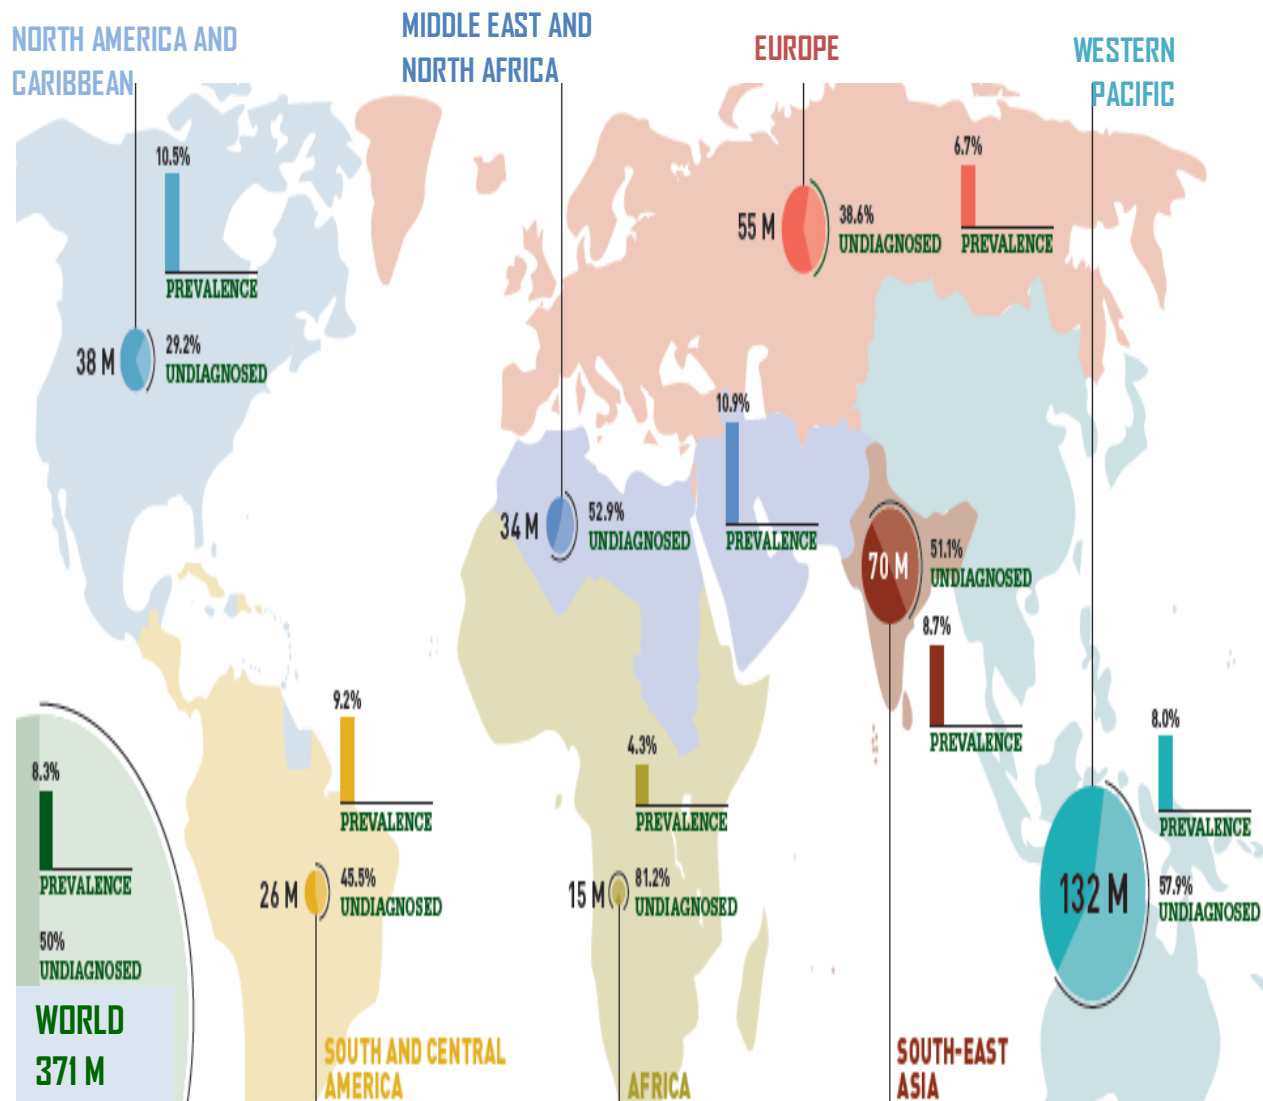 NORTH AMERICA AND
CARIBBEAN
10.5%
PREVALENCE
38 M
29.2%
UNDIAGNOSED
MIDDLE EAST AND
NORTH AFRICA
34 M
52.9%
UNDIAGNOSED
10.9%
PREVALENCE
EUROPE
55 M
38.6%
UNDIAGNOSED
6.7%
PREVALENCE
WESTERN
PACIFIC
132 M
57.9%
UNDIAGNOSED
8.0%
PREVALENCE
70 M
51.1%
UNDIAGNOSED
8.7%
PREVALENCE
SOUTH-EAST
ASIA
4.3%
PREVALENCE
15 M
81.2%
UNDIAGNOSED
AFRICA
9.2%
PREVALENCE
26 M
45.5%
UNDIAGNOSED
SOUTH AND CENTRAL
AMERICA
8.3%
PREVALENCE
50%
UNDIAGNOSED
WORLD
371 M